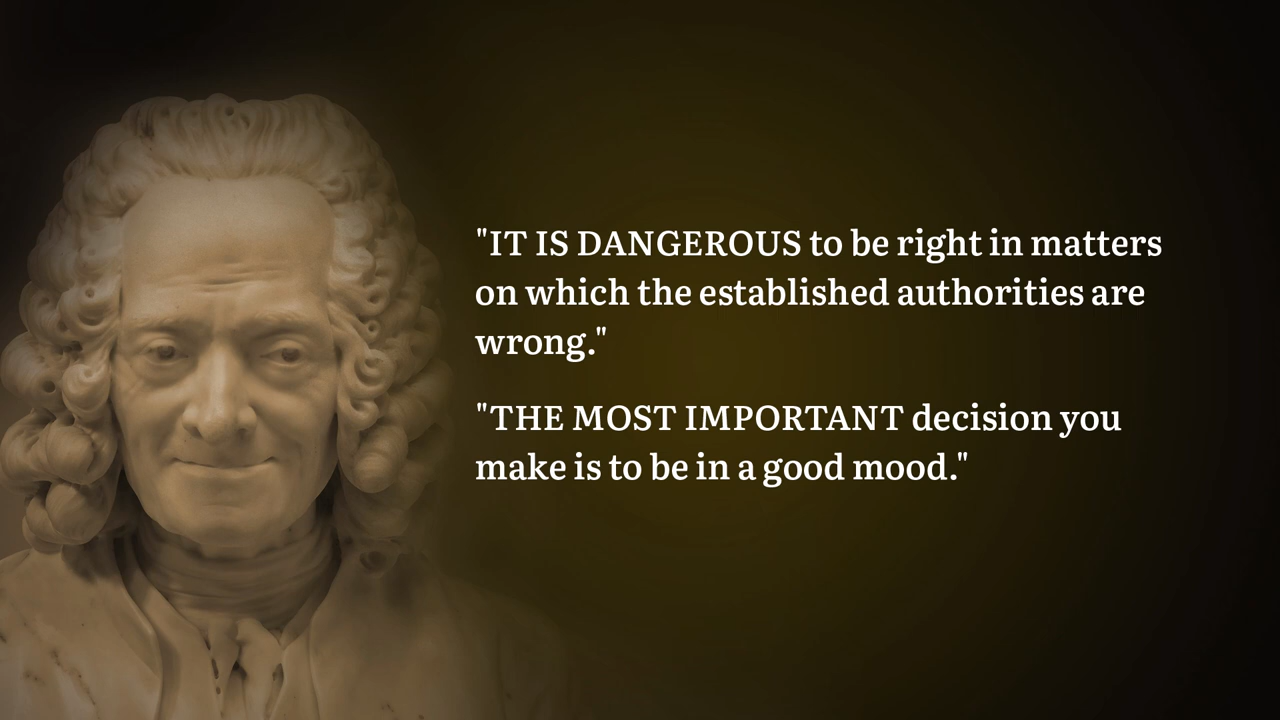 "IT IS DANGEROUS to be right in matters
on which the established authorities are
wrong."
"THE MOST IMPORTANT decision you
make is to be in a good mood."